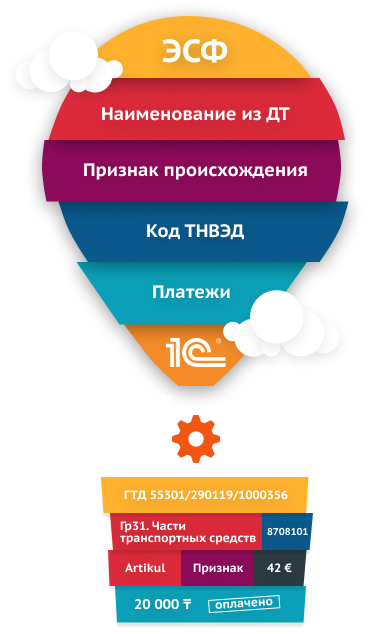 ЭСФ
Наименование из ДТ
Признак происхождения
Код ТНВЭД
Платежи
1С®
ГТД 55301/290119/1000356
Гр31. Части
транспортных средств
8708101
Artikul Признак 42 €
20 000 ₸ оплачено